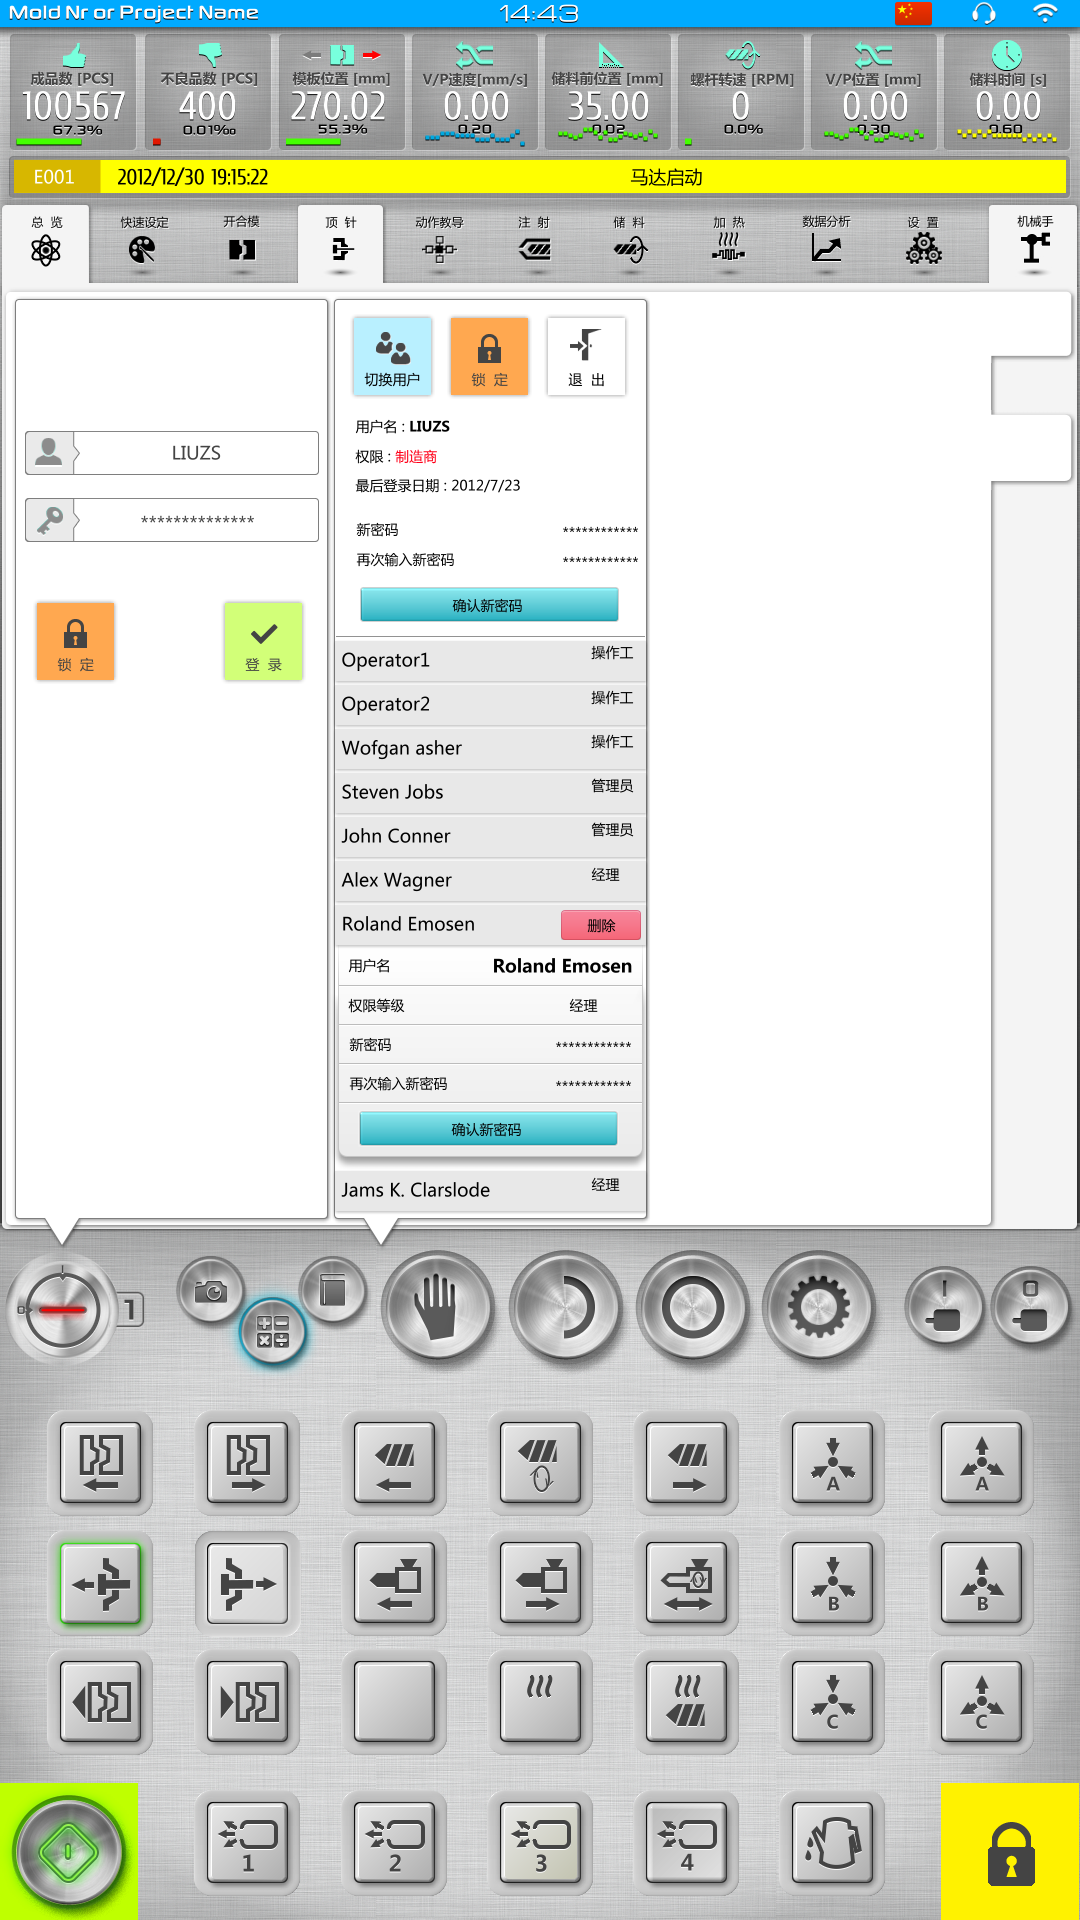 Mold Nr or Project Name
14:43
成品数 [PCS]
100567
67.3%
不良品数 [PCS]
400
0.01‰
模板位置 [mm]
270.02
55.3%
V/P速度[mm/s]
0.00
0.20
储料前位置 [mm]
35.00
0.02
螺杆转速 [RPM]
0
0.0%
V/P位置 [mm]
0.00
0.30
储料时间 [s]
0.00
0.60
E001 2012/12/30 19:15:22 马达启动
总 览
快速设定
开合模
顶 针
动作教导
注 射
储 料
加 热
数据分析
设 置
机械手
LIUZS
**************
锁 定
登 录
切换用户
锁 定
退 出
用户名 : LIUZS
权限 : 制造商
最后登录日期 : 2012/7/23
新密码 ************
再次输入新密码 ************
确认新密码
Operator1 操作工
Operator2 操作工
Wofgan asher 操作工
Steven Jobs 管理员
John Conner 管理员
Alex Wagner 经理
Roland Emosen 删除
用户名 Roland Emosen
权限等级 经理
新密码 ************
再次输入新密码 ************
确认新密码
Jams K. Clarslode 经理
0
1
1
I
0
A
A
B
B
C
C
1
2
3
4